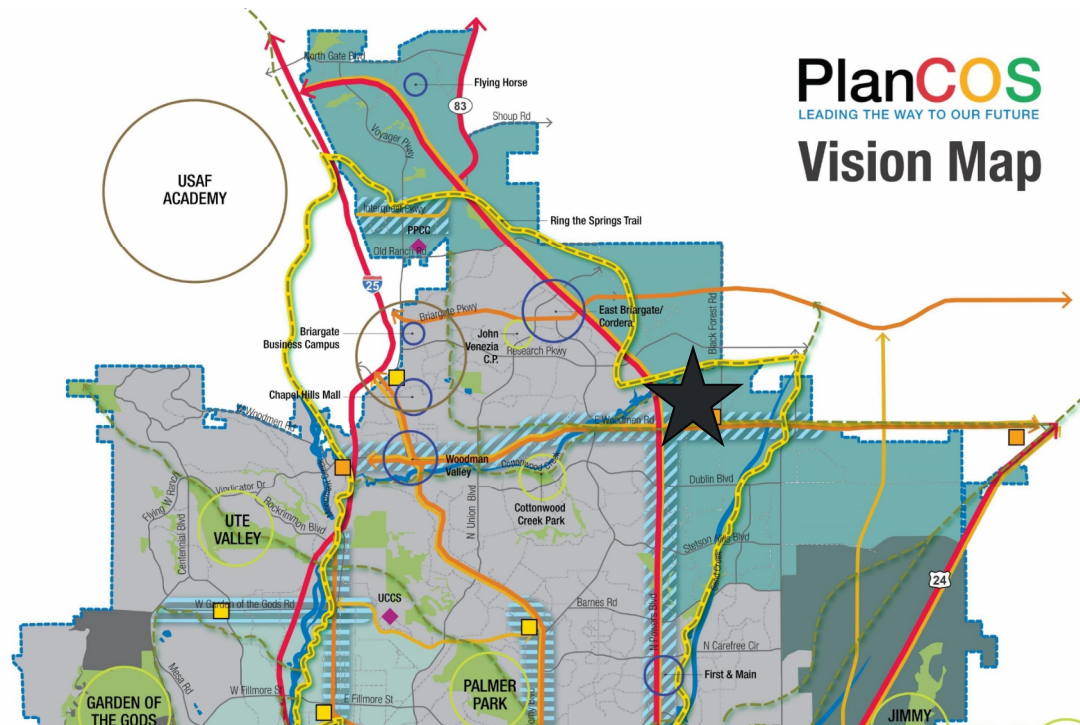 PlanCOS
LEADING THE WAY TO OUR FUTURE
Vision Map
North Gate Blvd
Flying Horse
83
Shoup Rd
Voyager Pkwy
USAF
ACADEMY
Interquest Pkwy
Ring the Springs Trail
PPCC
Old Ranch Rd
25
Briargate Pkwy
East Briargate/
Cordera
Black Forest Rd
Briargate
Business Campus
John
Venezia
C.P.
Research Pkwy
Chapel Hills Mall
W Woodmen Rd
E Woodmen Rd
Woodman
Valley
Cottonwood Creek
Dublin Blvd
Vindicator Dr
Flying W Ranch
Rockrimmon Blvd
Centennial Blvd
UTE
VALLEY
N Union Blvd
Cottonwood
Creek Park
Stetson Hills Blvd
24
UCCS
W Garden of the Gods Rd
Barnes Rd
N Powers Blvd
N Carefree Cir
Mesa Rd
First & Main
W Fillmore St
E Fillmore St
PALMER
PARK
GARDEN OF
THE GODS
JIMMY